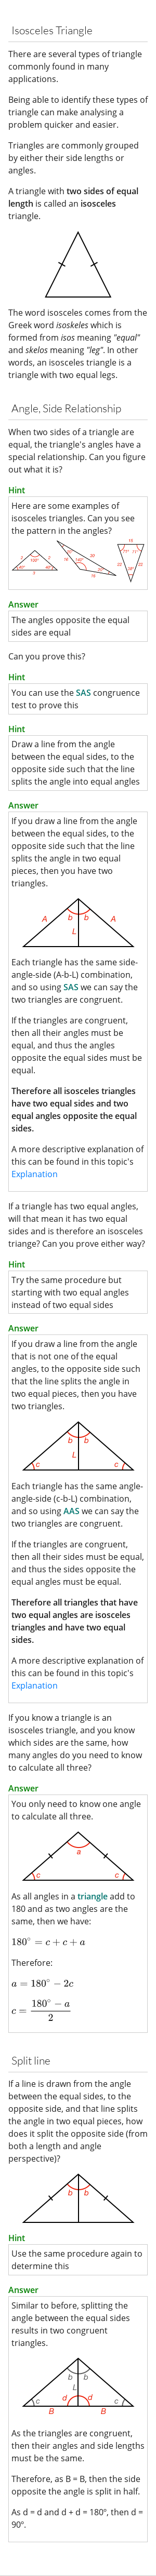 Isosceles Triangle
There are several types of triangle
commonly found in many
applications.
Being able to identify these types of
triangle can make analysing a
problem quicker and easier.
Triangles are commonly grouped
by either their side lengths or
angles.
A triangle with two sides of equal
length is called an isosceles
triangle.
The word isosceles comes from the
Greek word isoskeles which is
formed from isos meaning "equal"
and skelos meaning "leg". In other
words, an isosceles triangle is a
triangle with two equal legs.
Angle, Side Relationship
When two sides of a triangle are
equal, the triangle's angles have a
special relationship. Can you figure
out what it is?
Hint
Here are some examples of
isosceles triangles. Can you see
the pattern in the angles?
Answer
The angles opposite the equal
sides are equal
Can you prove this?
Hint
You can use the SAS congruence
test to prove this
Hint
Draw a line from the angle
between the equal sides, to the
opposite side such that the line
splits the angle into equal angles
Answer
If you draw a line from the angle
between the equal sides, to the
opposite side such that the line
splits the angle in two equal
pieces, then you have two
triangles.
A b b A
L
Each triangle has the same side-
angle-side (A-b-L) combination,
and so using SAS we can say the
two triangles are congruent.
If the triangles are congruent,
then all their angles must be
equal, and thus the angles
opposite the equal sides must be
equal.
Therefore all isosceles triangles
have two equal sides and two
equal angles opposite the equal
sides.
A more descriptive explanation of
this can be found in this topic's
Explanation
If a triangle has two equal angles,
will that mean it has two equal
sides and is therefore an isosceles
triange? Can you prove either way?
Hint
Try the same procedure but
starting with two equal angles
instead of two equal sides
Answer
If you draw a line from the angle
that is not one of the equal
angles, to the opposite side such
that the line splits the angle in
two equal pieces, then you have
two triangles.
b b
L
c c
Each triangle has the same angle-
angle-side (c-b-L) combination,
and so using AAS we can say the
two triangles are congruent.
If the triangles are congruent,
then all their sides must be equal,
and thus the sides opposite the
equal angles must be equal.
Therefore all triangles that have
two equal angles are isosceles
triangles and have two equal
sides.
A more descriptive explanation of
this can be found in this topic's
Explanation
If you know a triangle is an
isosceles triangle, and you know
which sides are the same, how
many angles do you need to know
to calculate all three?
Answer
You only need to know one angle
to calculate all three.
a
c c
As all angles in a triangle add to
180 and as two angles are the
same, then we have:
180° = c + c + a
Therefore:
a = 180° − 2c
c = 180° − a
2
Split line
If a line is drawn from the angle
between the equal sides, to the
opposite side, and that line splits
the angle in two equal pieces, how
does it split the opposite side (from
both a length and angle
perspective)?
b b
Hint
Use the same procedure again to
determine this
Answer
Similar to before, splitting the
angle between the equal sides
results in two congruent
triangles.
b b
L
c d d c
B B
As the triangles are congruent,
then their angles and side lengths
must be the same.
Therefore, as B = B, then the side
opposite the angle is split in half.
As d = d and d + d = 180º, then d =
90º.